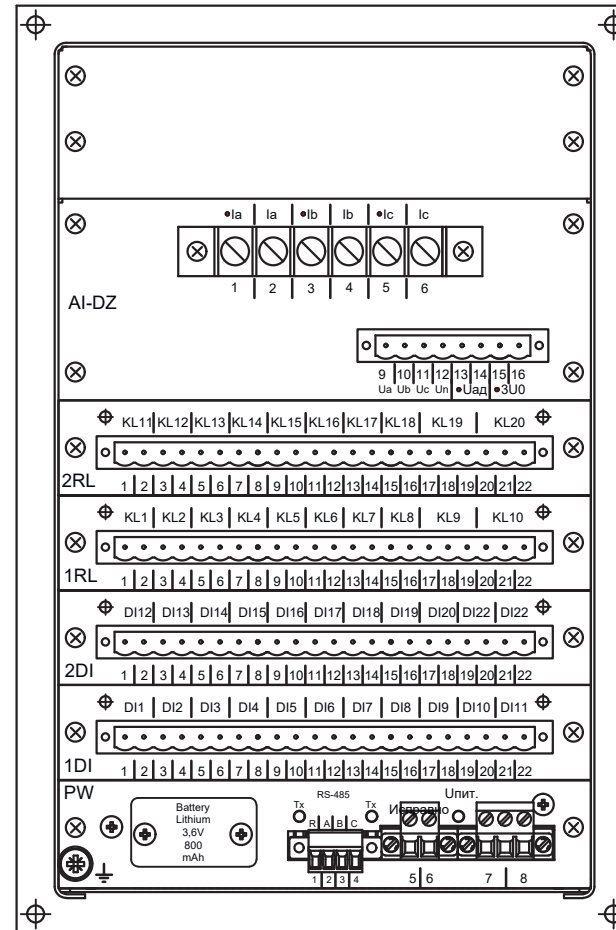 •Ia Ia •Ib Ib •Ic Ic
1 2 3 4 5 6
AI-DZ
9 10 11 12 13 14 15 16
Ua Ub Uc Un •Uaд •3U0
KL11 KL12 KL13 KL14 KL15 KL16 KL17 KL18 KL19 KL20
2RL
1 2 3 4 5 6 7 8 9 10 11 12 13 14 15 16 17 18 19 20 21 22
KL1 KL2 KL3 KL4 KL5 KL6 KL7 KL8 KL9 KL10
1RL
1 2 3 4 5 6 7 8 9 10 11 12 13 14 15 16 17 18 19 20 21 22
DI12 DI13 DI14 DI15 DI16 DI17 DI18 DI19 DI20 DI22 DI22
2DI
1 2 3 4 5 6 7 8 9 10 11 12 13 14 15 16 17 18 19 20 21 22
DI1 DI2 DI3 DI4 DI5 DI6 DI7 DI8 DI9 DI10 DI11
1DI
1 2 3 4 5 6 7 8 9 10 11 12 13 14 15 16 17 18 19 20 21 22
PW
Battery
Lithium
3,6V
800
mAh
RS-485
Tx Tx
R A B C
1 2 3 4
Uпит.
Исправно
5 6 7 8